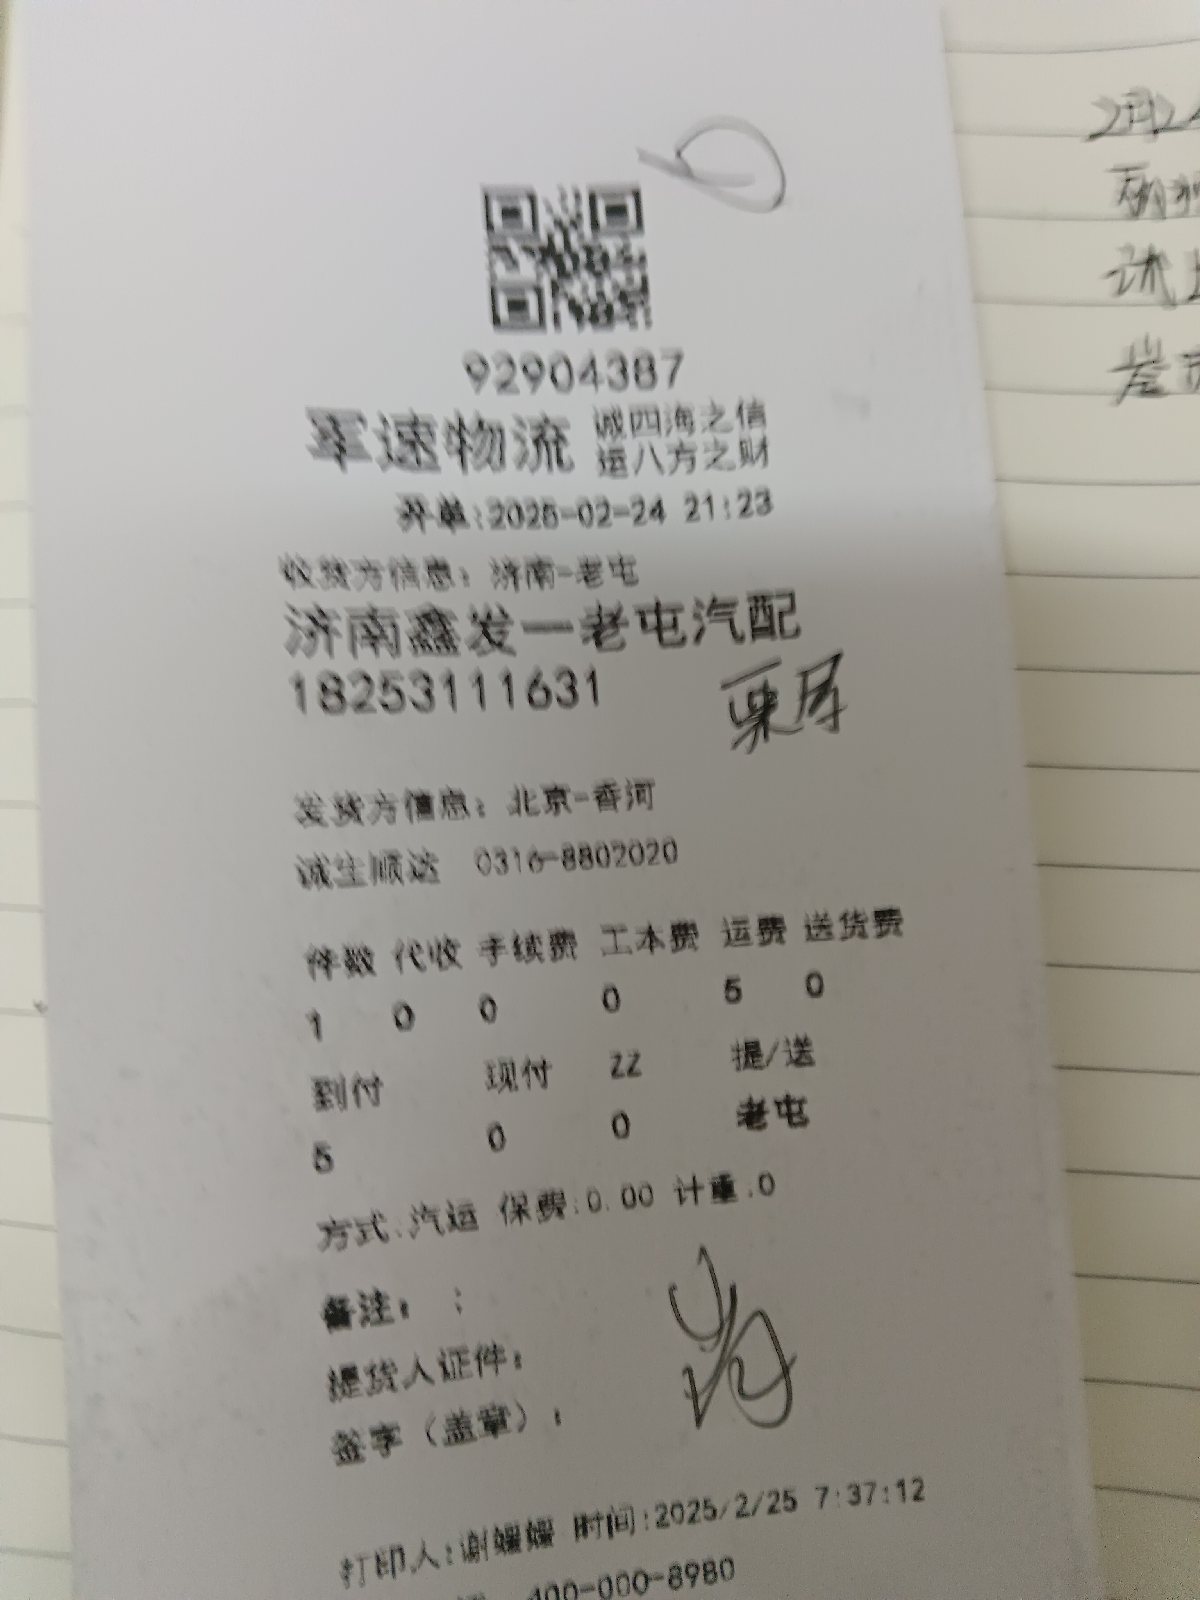 92904387
军速物流 诚四海之信
运八方之财
开单:2025-02-24 21:23
收货方信息: 济南-老屯
济南鑫发一老屯汽配
18253111631
发货方信息: 北京-香河
诚生顺达 0316-8802020
件数 代收 手续费 工本费 运费 送货费
1 0 0 0 5 0
到付 现付 ZZ 提/送
5 0 0 老屯
方式:汽运 保费:0.00 计重:0
备注: :
提货人证件:
签字(盖章):
打印人:谢媛媛 时间:2025/2/25 7:37:12
400-000-8980
2月2